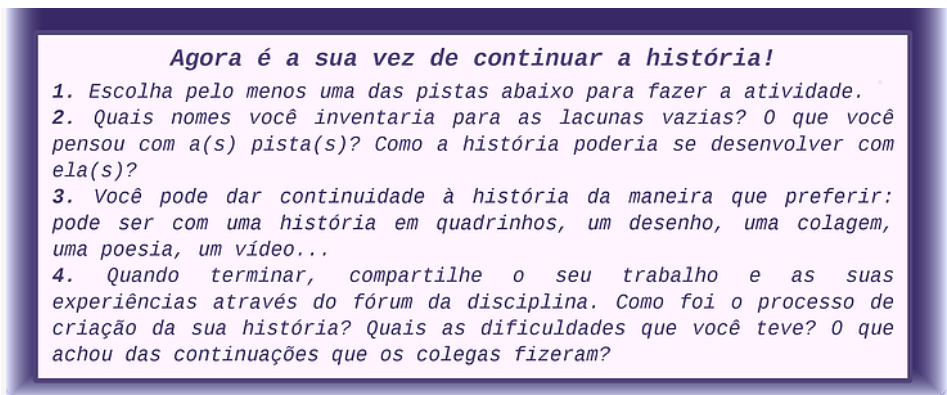 Agora é a sua vez de continuar a história!
1. Escolha pelo menos uma das pistas abaixo para fazer a atividade.
2. Quais nomes você inventaria para as lacunas vazias? O que você
pensou com a(s) pista(s)? Como a história poderia se desenvolver com
ela(s)?
3. Você pode dar continuidade à história da maneira que preferir:
pode ser com uma história em quadrinhos, um desenho, uma colagem,
uma poesia, um vídeo...
4. Quando terminar, compartilhe o seu trabalho e as suas
experiências através do fórum da disciplina. Como foi o processo de
criação da sua história? Quais as dificuldades que você teve? O que
achou das continuações que os colegas fizeram?